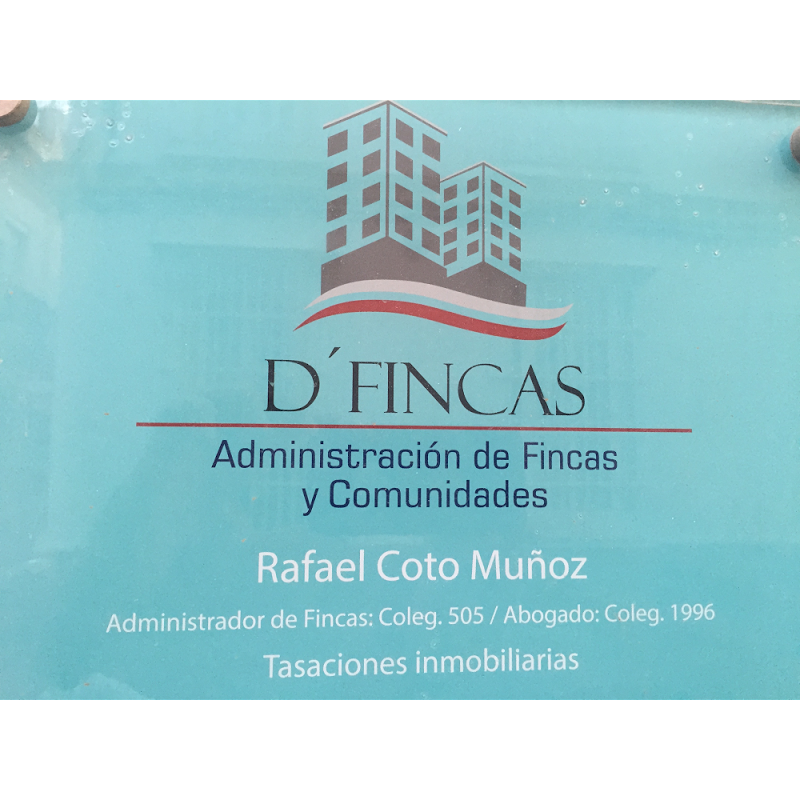 D´FINCAS
Administración de Fincas
y Comunidades
Rafael Coto Muñoz
Administrador de Fincas: Coleg. 505 / Abogado: Coleg. 1996
Tasaciones inmobiliarias